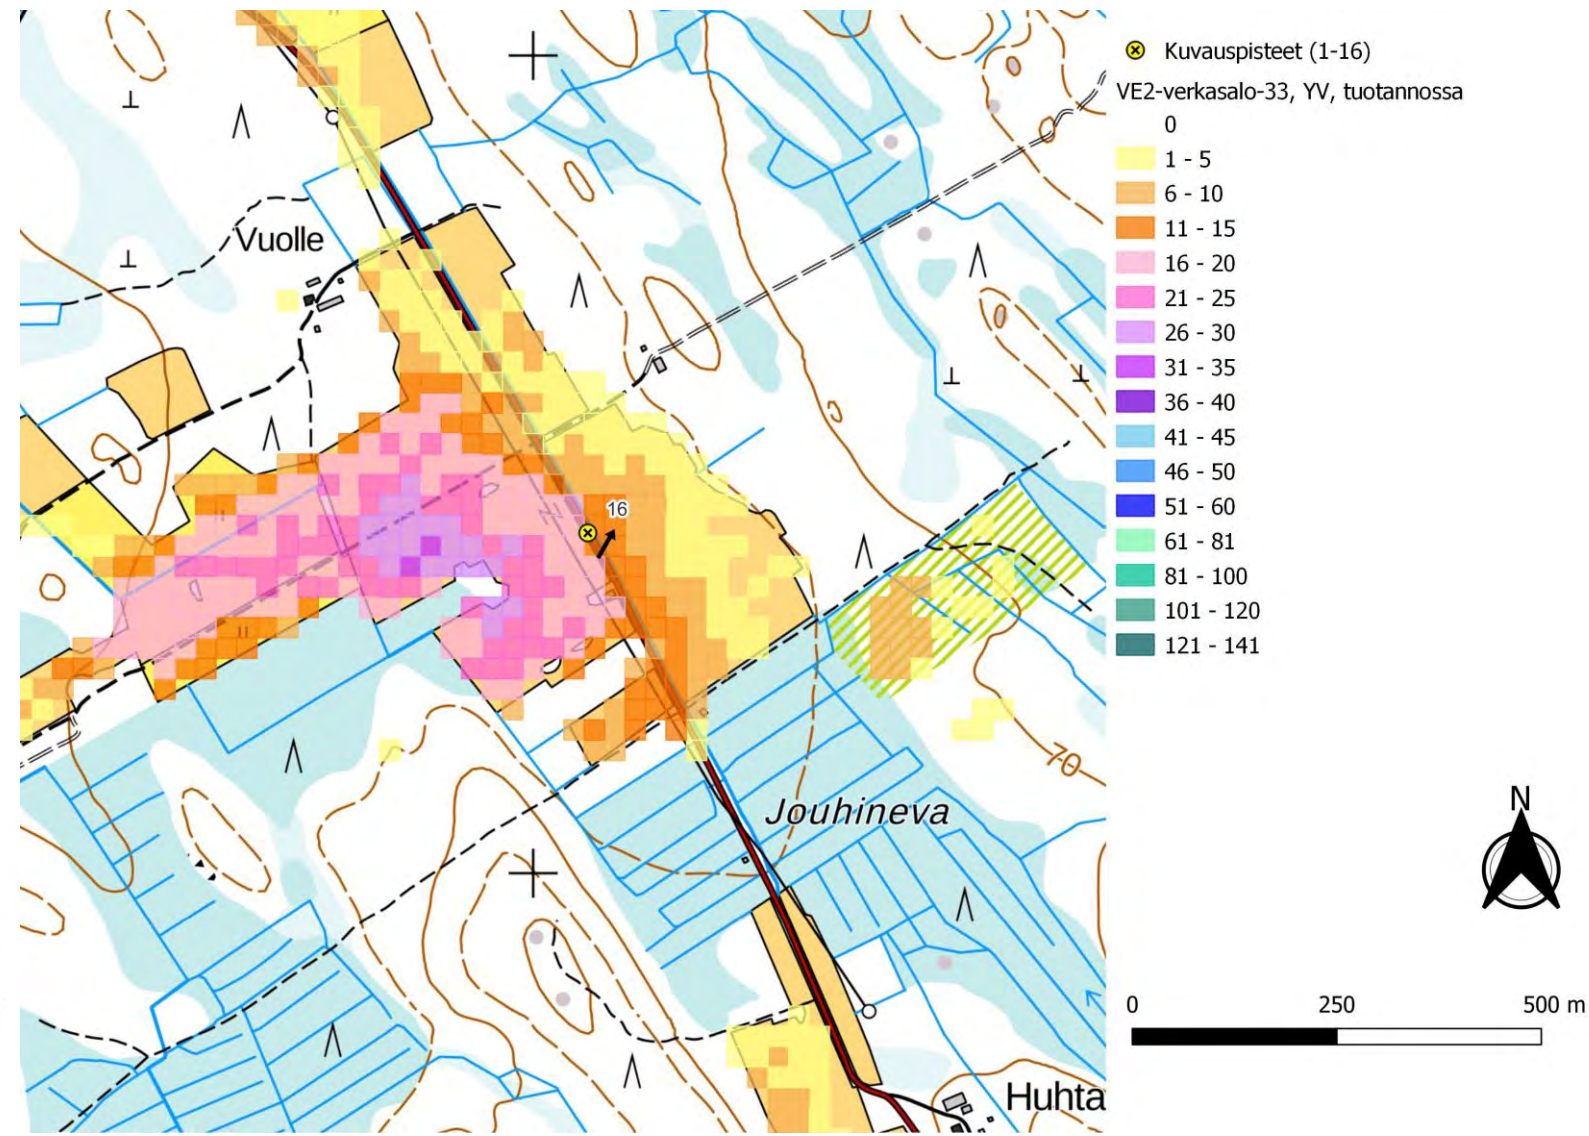 Kuvauspisteet (1-16)
VE2-verkasalo-33, YV, tuotannossa
0
1 - 5
6 - 10
11 - 15
16 - 20
21 - 25
26 - 30
31 - 35
36 - 40
41 - 45
46 - 50
51 - 60
61 - 81
81 - 100
101 - 120
121 - 141
Vuolle
16
70
Jouhineva
Huhta
N
0 250 500 m